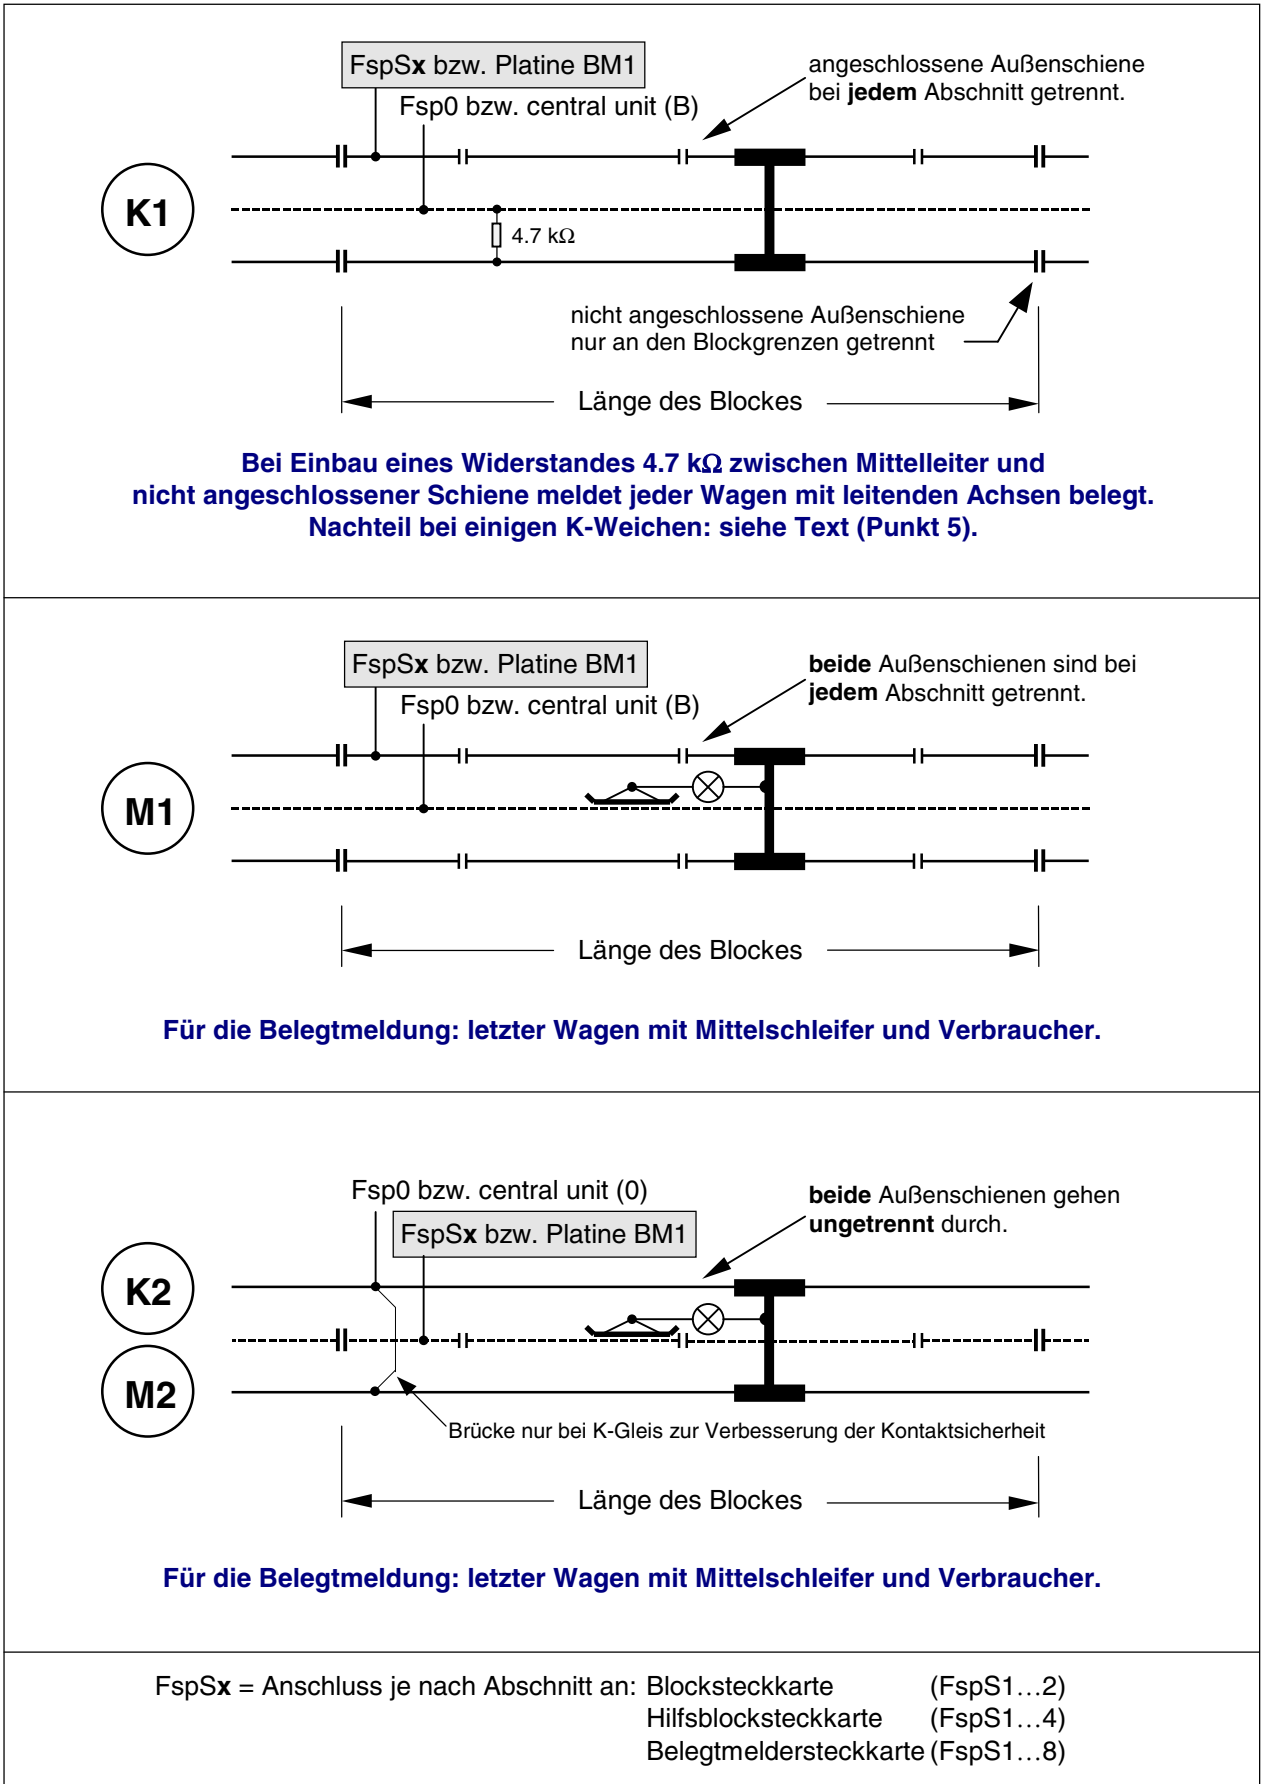 FspSx bzw. Platine BM1
Fsp0 bzw. central unit (B)
angeschlossene Außenschiene
bei jedem Abschnitt getrennt.
K1
4.7 kΩ
nicht angeschlossene Außenschiene
nur an den Blockgrenzen getrennt
Länge des Blockes
Bei Einbau eines Widerstandes 4.7 kΩ zwischen Mittelleiter und
nicht angeschlossener Schiene meldet jeder Wagen mit leitenden Achsen belegt.
Nachteil bei einigen K-Weichen: siehe Text (Punkt 5).
FspSx bzw. Platine BM1
Fsp0 bzw. central unit (B)
beide Außenschienen sind bei
jedem Abschnitt getrennt.
M1
Länge des Blockes
Für die Belegtmeldung: letzter Wagen mit Mittelschleifer und Verbraucher.
Fsp0 bzw. central unit (0)
FspSx bzw. Platine BM1
beide Außenschienen gehen
ungetrennt durch.
K2
M2
Brücke nur bei K-Gleis zur Verbesserung der Kontaktsicherheit
Länge des Blockes
Für die Belegtmeldung: letzter Wagen mit Mittelschleifer und Verbraucher.
FspSx = Anschluss je nach Abschnitt an: Blocksteckkarte (FspS1…2)
Hilfsblocksteckkarte (FspS1…4)
Belegtmeldersteckkarte (FspS1…8)